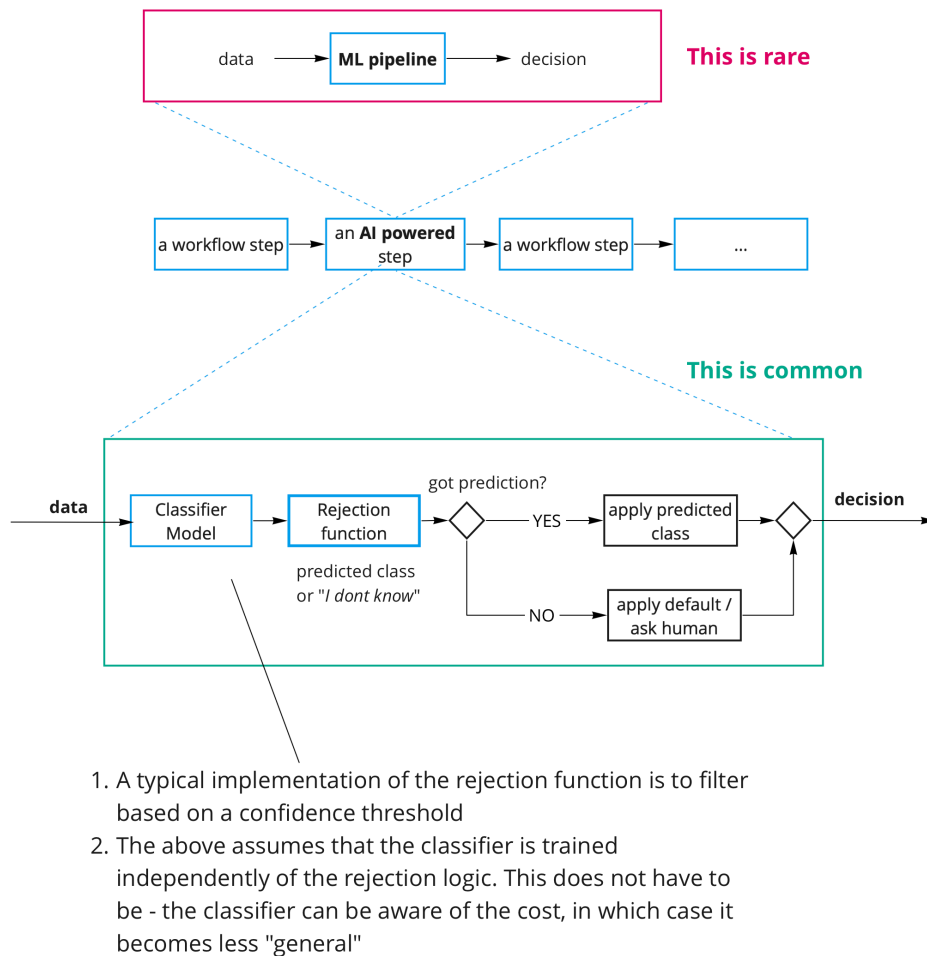 data
ML pipeline
decision
This is rare
a workflow step
an AI powered
step
a workflow step
...
This is common
data
Classifier
Model
Rejection
function
predicted class
or "I dont know"
got prediction?
YES
apply predicted
class
NO
apply default /
ask human
decision
1. A typical implementation of the rejection function is to filter
based on a confidence threshold
2. The above assumes that the classifier is trained
independently of the rejection logic. This does not have to
be - the classifier can be aware of the cost, in which case it
becomes less "general"